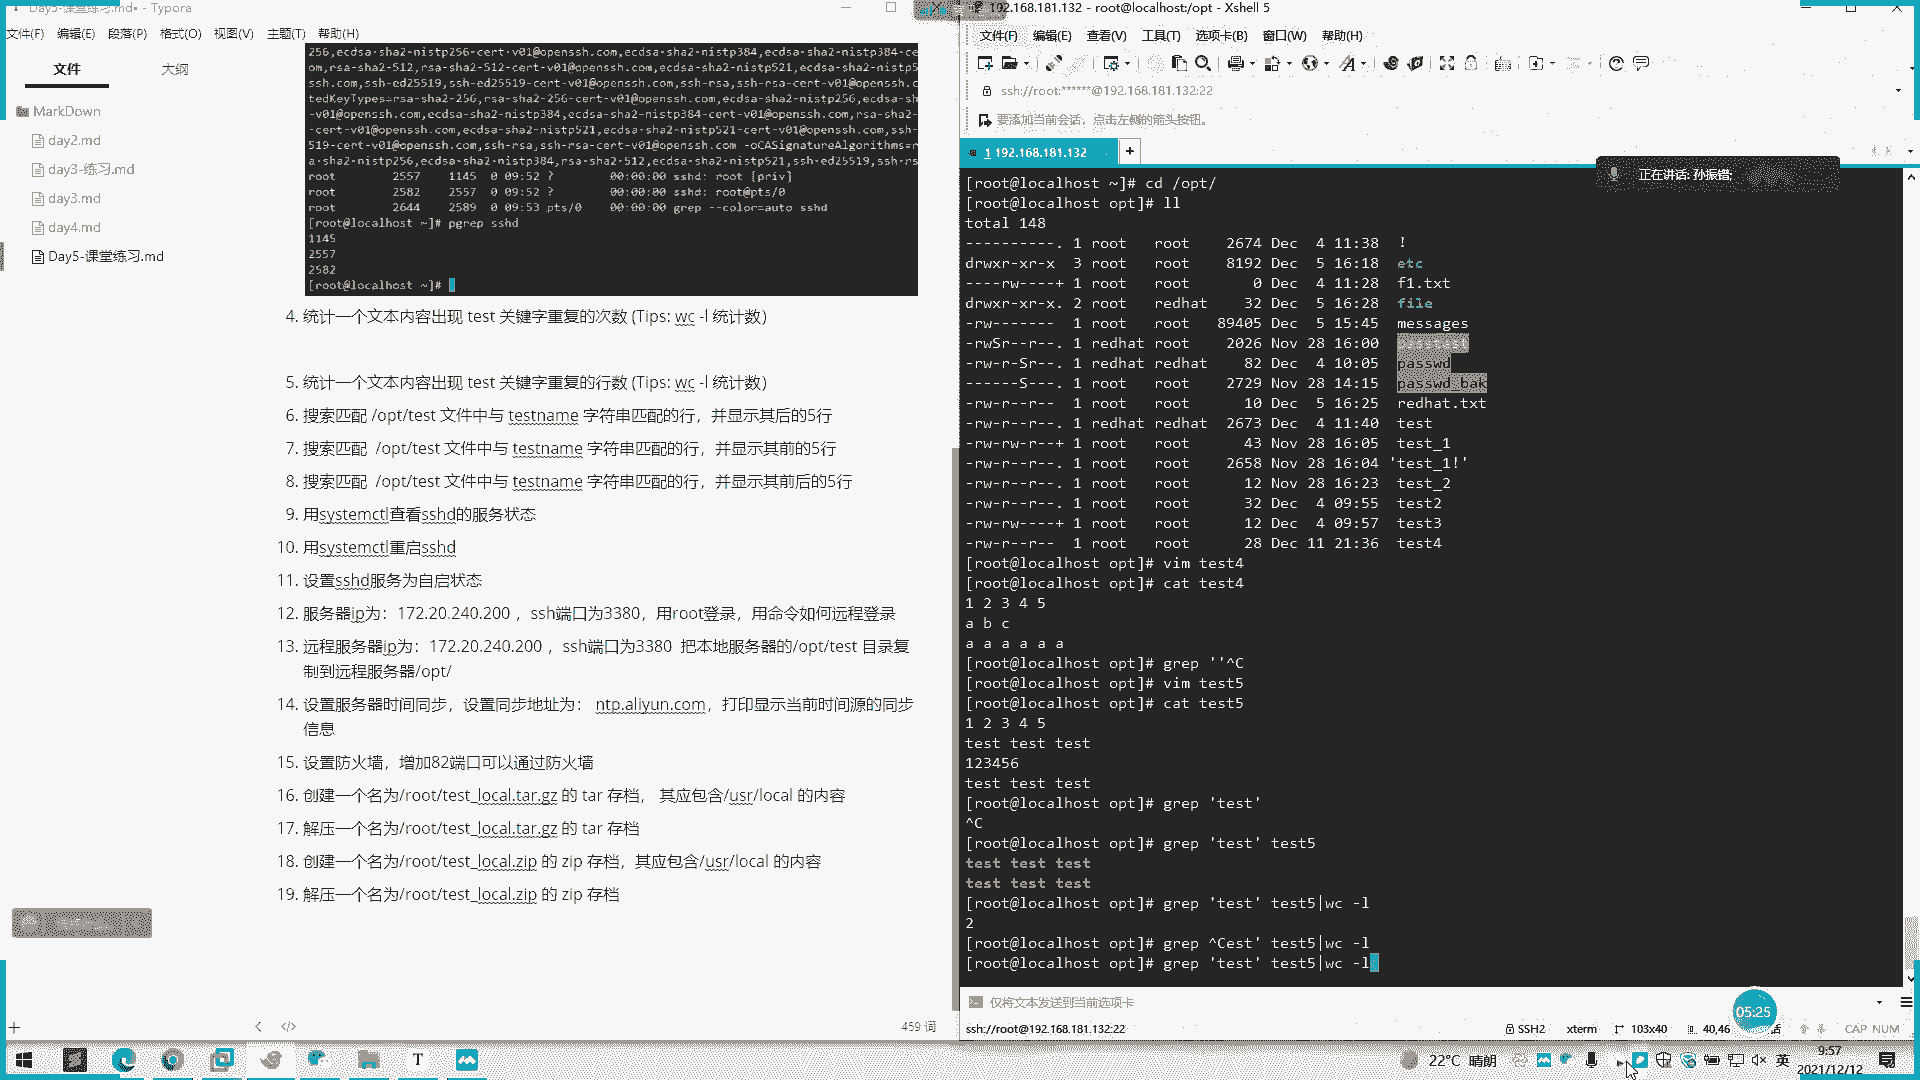 Day5-课堂练习.md• - Typora
文件(F) 编辑(E) 段落(P) 格式(O) 视图(V) 主题(T) 帮助(H)
文件 大纲
MarkDown
day2.md
day3-练习.md
day3.md
day4.md
Day5-课堂练习.md
256,ecdsa-sha2-nistp256-cert-v01@openssh.com,ecdsa-sha2-nistp384,ecdsa-sha2-nistp384-ce
om,rsa-sha2-512,rsa-sha2-512-cert-v01@openssh.com,ecdsa-sha2-nistp521,ecdsa-sha2-nistp5
ssh.com,ssh-ed25519,ssh-ed25519-cert-v01@openssh.com,ssh-rsa,ssh-rsa-cert-v01@openssh.c
tedKeyTypes=rsa-sha2-256,rsa-sha2-256-cert-v01@openssh.com,ecdsa-sha2-nistp256,ecdsa-sh
-v01@openssh.com,ecdsa-sha2-nistp384,ecdsa-sha2-nistp384-cert-v01@openssh.com,rsa-sha2-
-cert-v01@openssh.com,ecdsa-sha2-nistp521,ecdsa-sha2-nistp521-cert-v01@openssh.com,ssh-
519-cert-v01@openssh.com,ssh-rsa,ssh-rsa-cert-v01@openssh.com -oCASignatureAlgorithms=r
a-sha2-nistp256,ecdsa-sha2-nistp384,rsa-sha2-512,ecdsa-sha2-nistp521,ssh-ed25519,ssh-rs
root 2557 1145 0 09:52 ? 00:00:00 sshd: root [priv]
root 2582 2557 0 09:52 ? 00:00:00 sshd: root@pts/0
root 2644 2589 0 09:53 pts/0 00:00:00 grep --color=auto sshd
[root@localhost ~]# pgrep sshd
1145
2557
2582
[root@localhost ~]#
4. 统计一个文本内容出现 test 关键字重复的次数 (Tips: wc -l 统计数)
5. 统计一个文本内容出现 test 关键字重复的行数 (Tips: wc -l 统计数)
6. 搜索匹配 /opt/test 文件中与 testname 字符串匹配的行，并显示其后的5行
7. 搜索匹配 /opt/test 文件中与 testname 字符串匹配的行，并显示其前的5行
8. 搜索匹配 /opt/test 文件中与 testname 字符串匹配的行，并显示其前后的5行
9. 用systemctl查看sshd的服务状态
10. 用systemctl重启sshd
11. 设置sshd服务为自启状态
12. 服务器ip为：172.20.240.200 ，ssh端口为3380，用root登录，用命令如何远程登录
13. 远程服务器ip为：172.20.240.200 ，ssh端口为3380 把本地服务器的/opt/test 目录复
制到远程服务器/opt/
14. 设置服务器时间同步，设置同步地址为： ntp.aliyun.com，打印显示当前时间源的同步
信息
15. 设置防火墙，增加82端口可以通过防火墙
16. 创建一个名为/root/test_local.tar.gz 的 tar 存档， 其应包含/usr/local 的内容
17. 解压一个名为/root/test_local.tar.gz 的 tar 存档
18. 创建一个名为/root/test_local.zip 的 zip 存档，其应包含/usr/local 的内容
19. 解压一个名为/root/test_local.zip 的 zip 存档
459 词
192.168.181.132 - root@localhost:/opt - Xshell 5
文件(F) 编辑(E) 查看(V) 工具(T) 选项卡(B) 窗口(W) 帮助(H)
ssh://root:******@192.168.181.132:22
要添加当前会话，点击左侧的箭头按钮。
1 192.168.181.132
正在讲话: 孙振锴;
[root@localhost ~]# cd /opt/
[root@localhost opt]# ll
total 148
----------. 1 root root 2674 Dec 4 11:38 !
drwxr-xr-x 3 root root 8192 Dec 5 16:18 etc
----rw----+ 1 root root 0 Dec 4 11:28 f1.txt
drwxr-xr-x. 2 root redhat 32 Dec 5 16:28 file
-rw------- 1 root root 89405 Dec 5 15:45 messages
-rwSr--r--. 1 redhat root 2026 Nov 28 16:00
-rw-r-Sr--. 1 redhat redhat 82 Dec 4 10:05 passwd
------S---. 1 root root 2729 Nov 28 14:15 passwd_bak
-rw-r--r-- 1 root root 10 Dec 5 16:25 redhat.txt
-rw-r--r--. 1 redhat redhat 2673 Dec 4 11:40 test
-rw-rw-r--+ 1 root root 43 Nov 28 16:05 test_1
-rw-r--r--. 1 root root 2658 Nov 28 16:04 'test_1!'
-rw-r--r--. 1 root root 12 Nov 28 16:23 test_2
-rw-r--r--. 1 root root 32 Dec 4 09:55 test2
-rw-rw----+ 1 root root 12 Dec 4 09:57 test3
-rw-r--r-- 1 root root 28 Dec 11 21:36 test4
[root@localhost opt]# vim test4
[root@localhost opt]# cat test4
1 2 3 4 5
a b c
a a a a a a
[root@localhost opt]# grep ''^C
[root@localhost opt]# vim test5
[root@localhost opt]# cat test5
1 2 3 4 5
test test test
123456
test test test
[root@localhost opt]# grep 'test'
^C
[root@localhost opt]# grep 'test' test5
test test test
test test test
[root@localhost opt]# grep 'test' test5|wc -l
2
[root@localhost opt]# grep ^Cest' test5|wc -l
[root@localhost opt]# grep 'test' test5|wc -l
仅将文本发送到当前选项卡
05:25
ssh://root@192.168.181.132:22 SSH2 xterm 103x40 40,46 CAP NUM
22°C 晴朗 英 9:57
2021/12/12